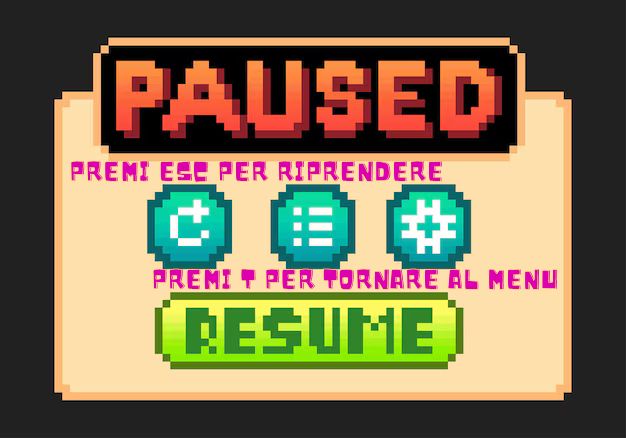 PAUSED
PREMI ESC PER RIPRENDERE
PREMI T PER TORNARE AL MENU
RESUME